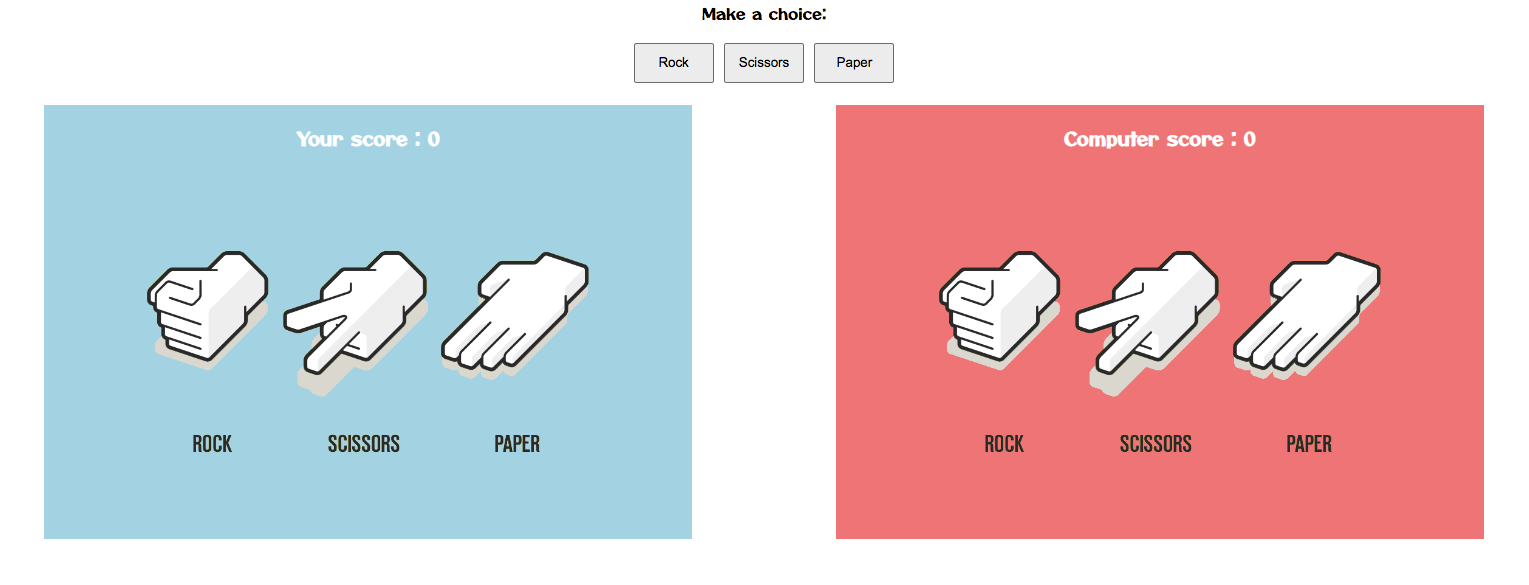 Make a choice:
Rock
Scissors
Paper
Your score : 0
ROCK
SCISSORS
PAPER
Computer score : 0
ROCK
SCISSORS
PAPER